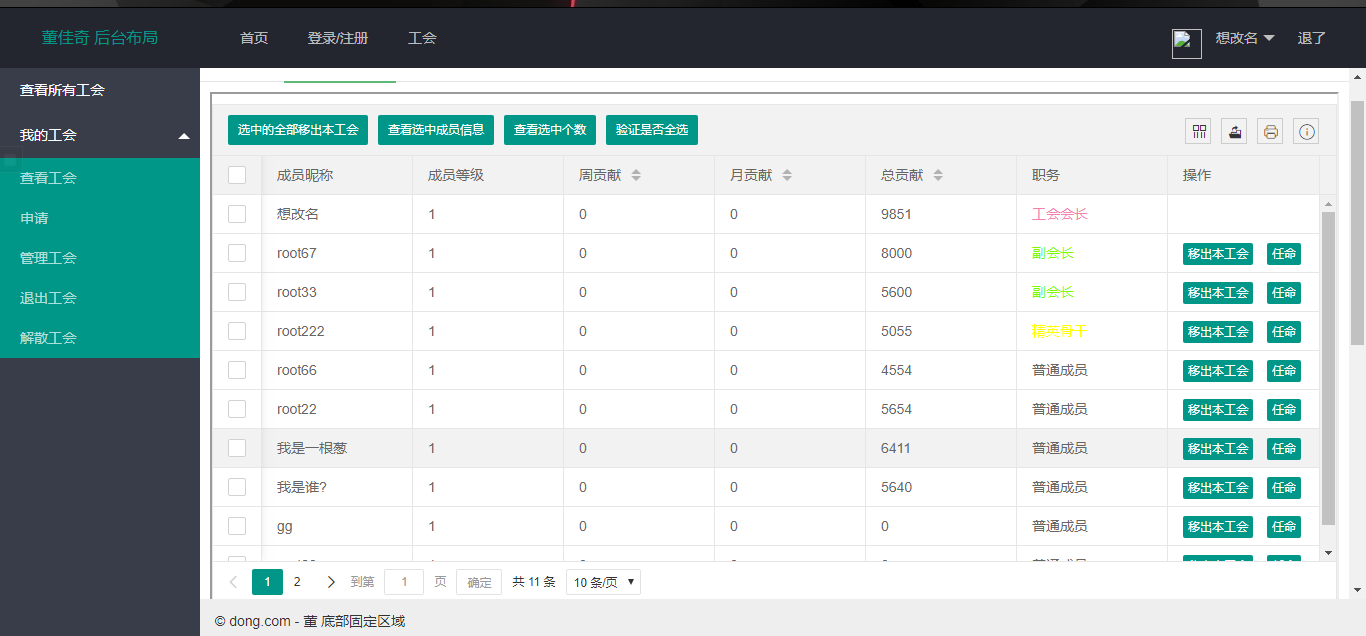 董佳奇 后台布局 首页 登录/注册 工会 想改名 退了
查看所有工会
我的工会
查看工会
申请
管理工会
退出工会
解散工会
选中的全部移出本工会 查看选中成员信息 查看选中个数 验证是否全选
成员昵称 成员等级 周贡献 月贡献 总贡献 职务 操作
想改名 1 0 0 9851 工会会长
root67 1 0 0 8000 副会长 移出本工会 任命
root33 1 0 0 5600 副会长 移出本工会 任命
root222 1 0 0 5055 精英骨干 移出本工会 任命
root66 1 0 0 4554 普通成员 移出本工会 任命
root22 1 0 0 5654 普通成员 移出本工会 任命
我是一根葱 1 0 0 6411 普通成员 移出本工会 任命
我是谁? 1 0 0 5640 普通成员 移出本工会 任命
gg 1 0 0 0 普通成员 移出本工会 任命
1 2 到第 1 页 确定 共 11 条 10 条/页
© dong.com - 董 底部固定区域